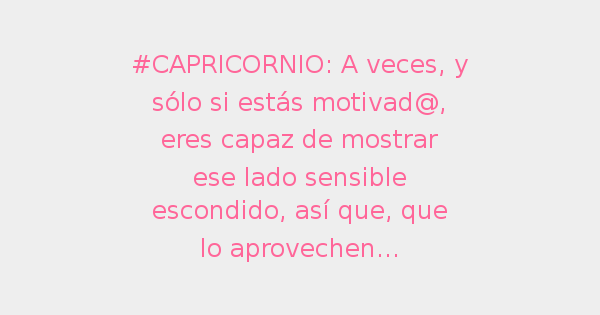 #CAPRICORNIO: A veces, y
sólo si estás motivad@,
eres capaz de mostrar
ese lado sensible
escondido, así que, que
lo aprovechen...